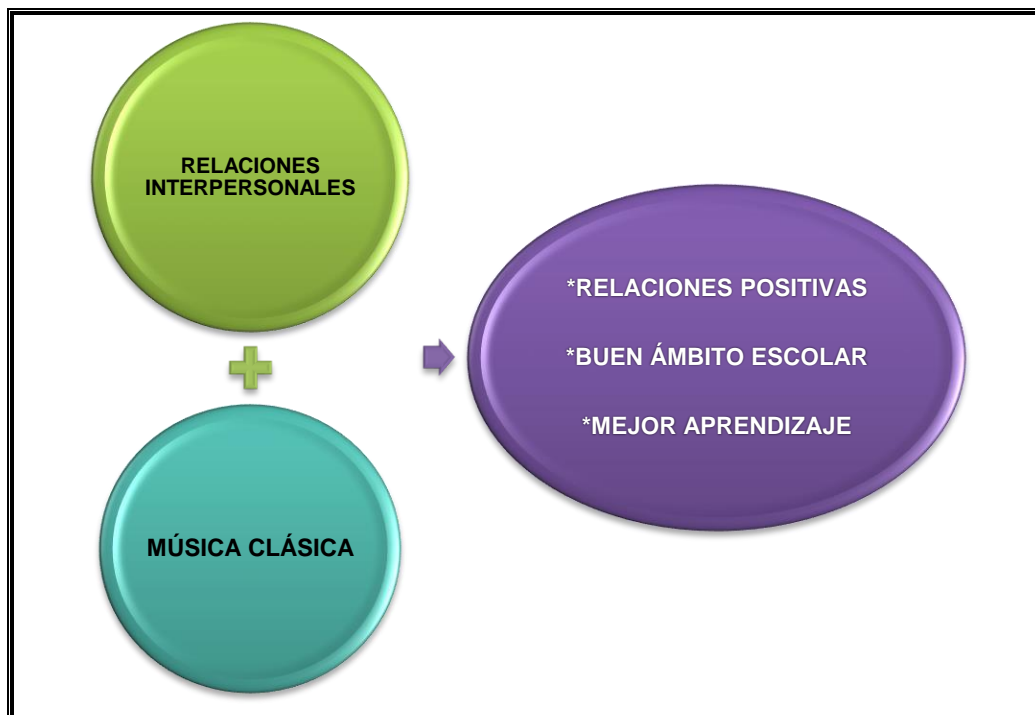 RELACIONES
INTERPERSONALES
MÚSICA CLÁSICA
*RELACIONES POSITIVAS
*BUEN ÁMBITO ESCOLAR
*MEJOR APRENDIZAJE